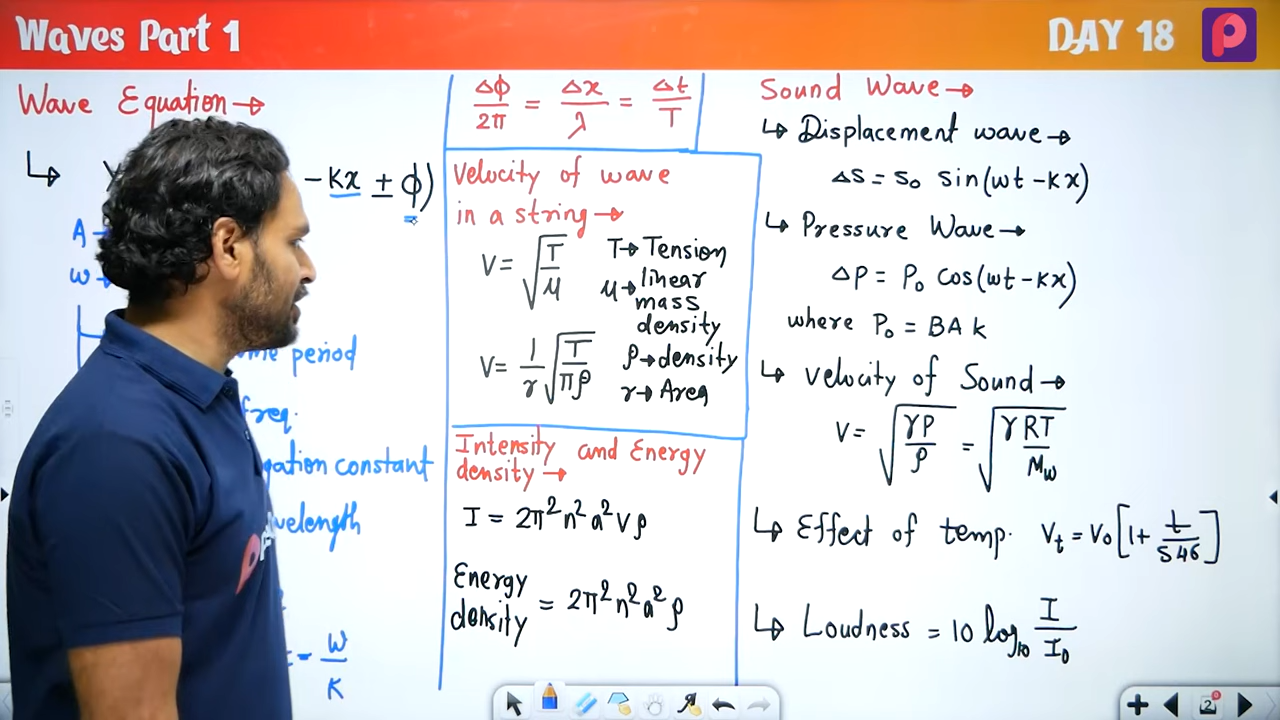 Waves Part 1
DAY 18
Wave Equation →
↳ Y
- Kx ± ϕ)
A →
ω →
me period
freq.
gation constant
velength
= ω/K
Δϕ/2π = Δx/λ = Δt/T
Velocity of wave
in a string →
V = √(T/μ)
T → Tension
μ → linear
mass
density
V = 1/r √(T/πρ)
ρ → density
r → Area
Intensity and Energy
density →
I = 2π²n²a²Vρ
Energy
density = 2π²n²a²ρ
Sound Wave →
↳ Displacement wave →
ΔS = S₀ sin(ωt - Kx)
↳ Pressure Wave →
ΔP = P₀ cos(ωt - Kx)
where P₀ = BAk
↳ Velocity of Sound →
V = √(γP/ρ) = √(γRT/Mw)
↳ Effect of temp. Vt = V₀[1 + t/546]
↳ Loudness = 10 log₁₀ I/I₀
2